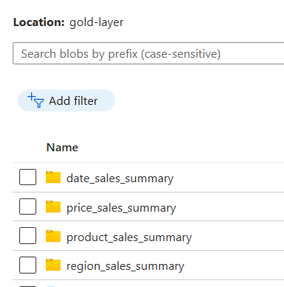 Location: gold-layer
Search blobs by prefix (case-sensitive)
Add filter
Name
date_sales_summary
price_sales_summary
product_sales_summary
region_sales_summary